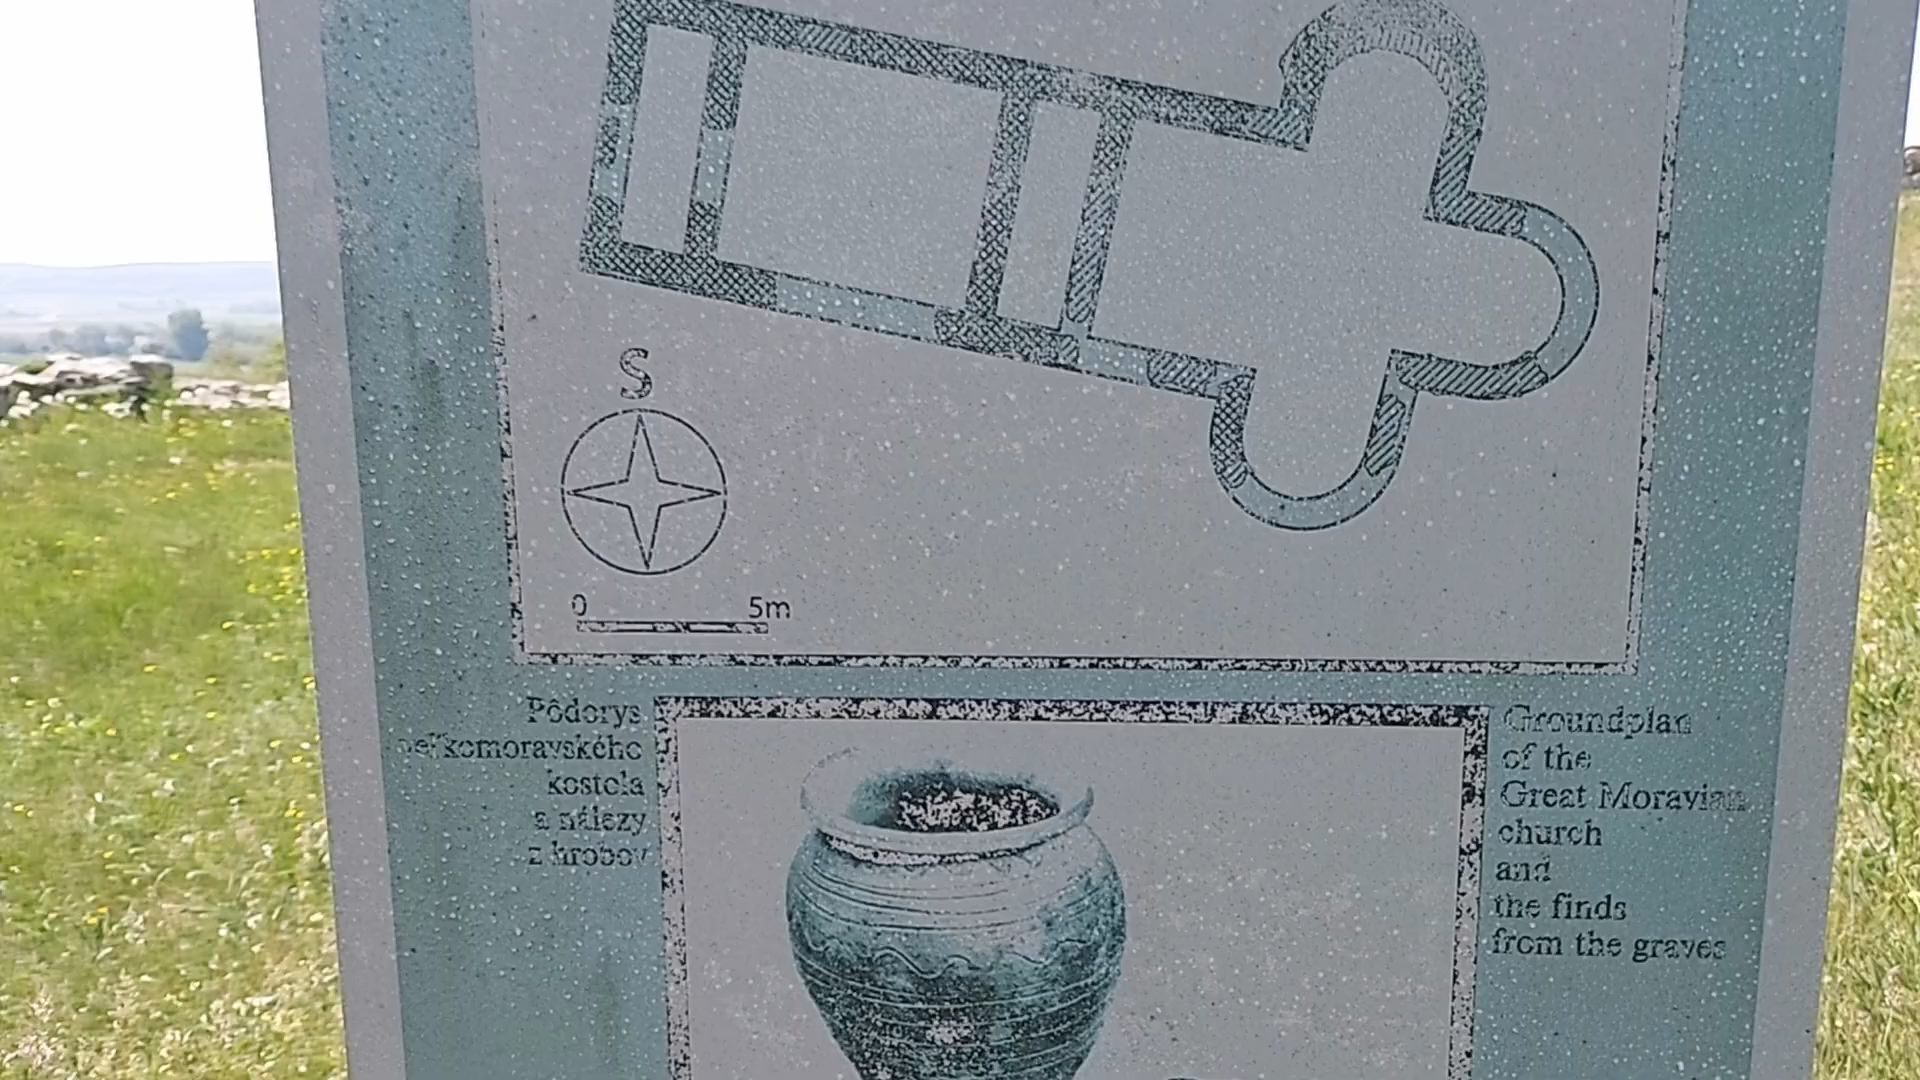 S
0 5m
Pôdorys
veľkomoravského
kostola
a nálezy
z hrobov
Groundplan
of the
Great Moravian
church
and
the finds
from the graves